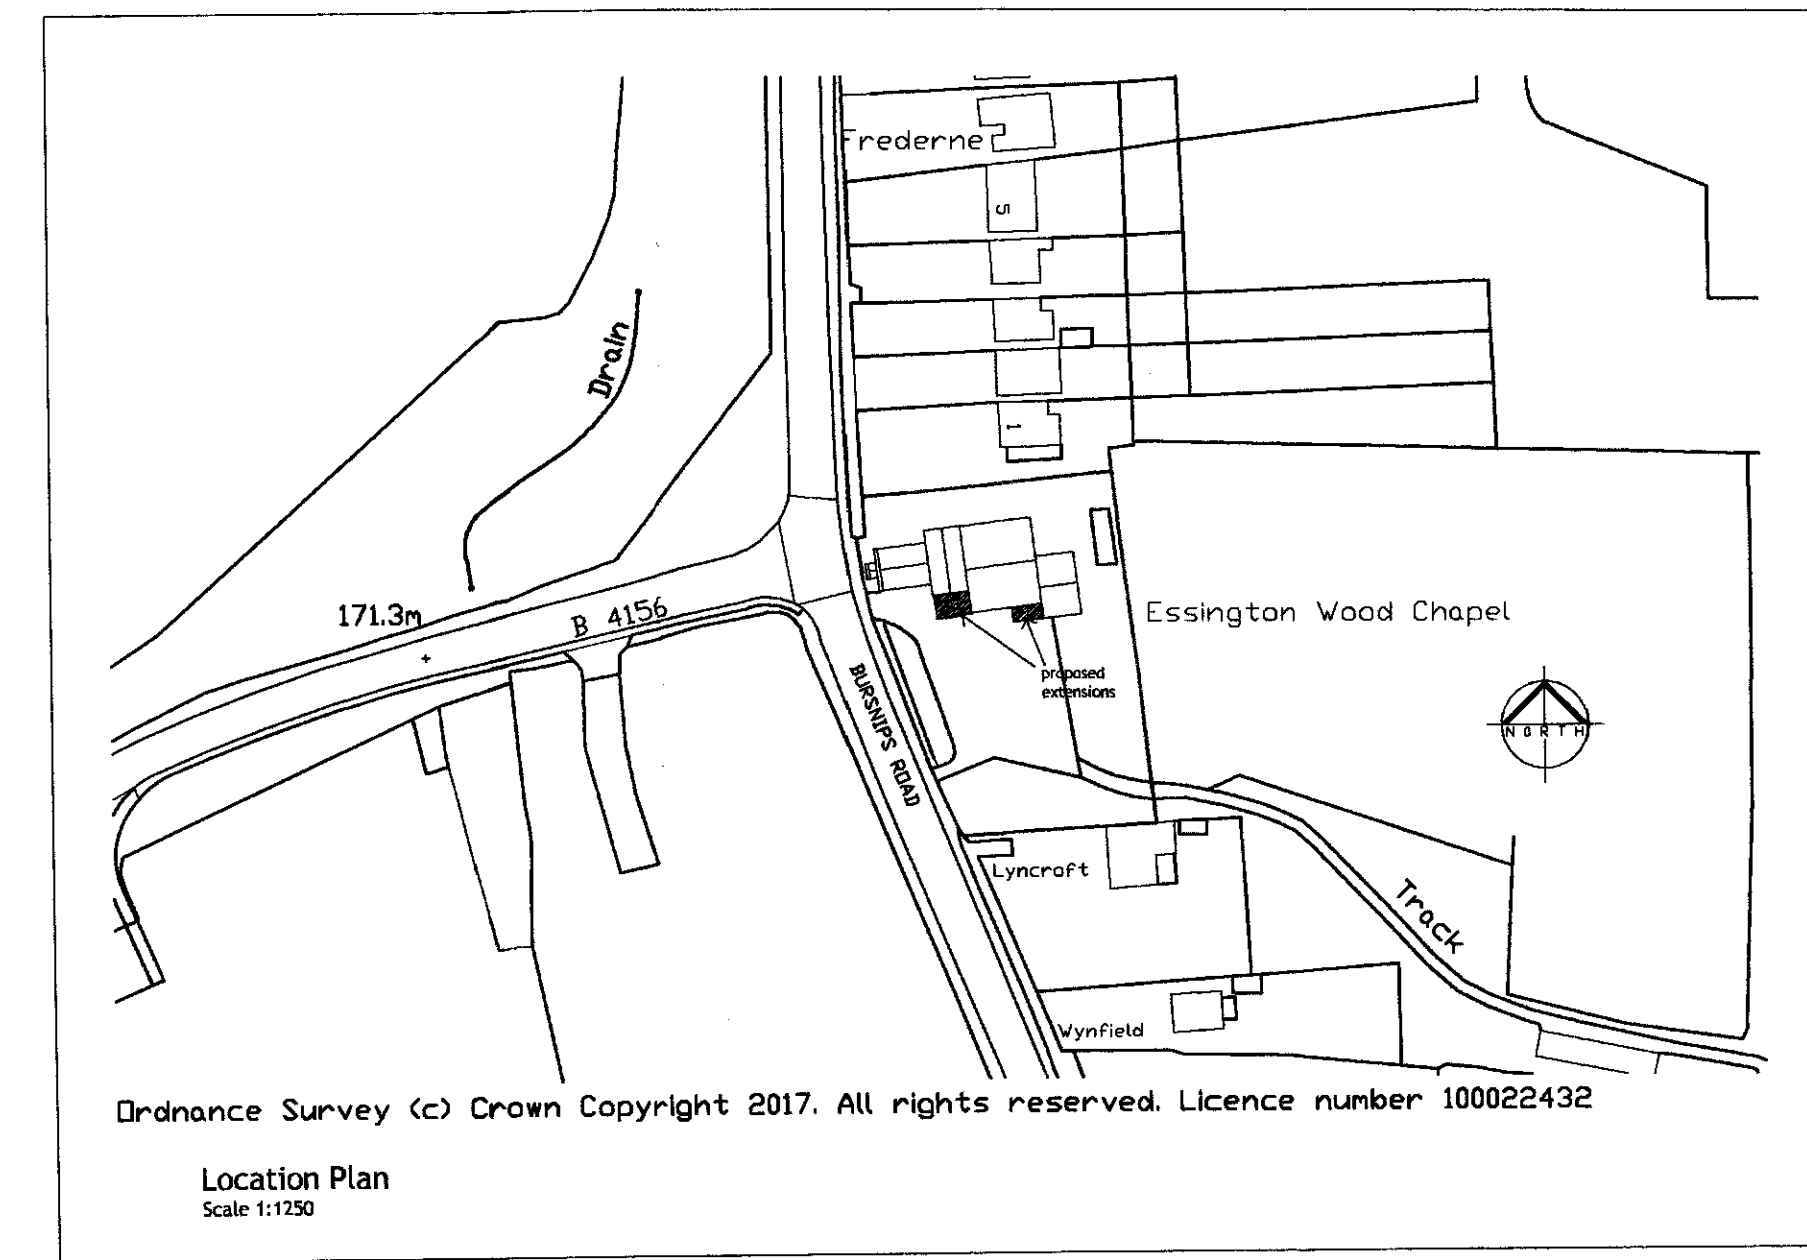 Frederne
5
Drain
1
171.3m
B 4156
Essington Wood Chapel
proposed
extensions
BURSNIPS ROAD
NORTH
Lyncroft
Track
Wynfield
Ordnance Survey (c) Crown Copyright 2017. All rights reserved. Licence number 100022432
Location Plan
Scale 1:1250